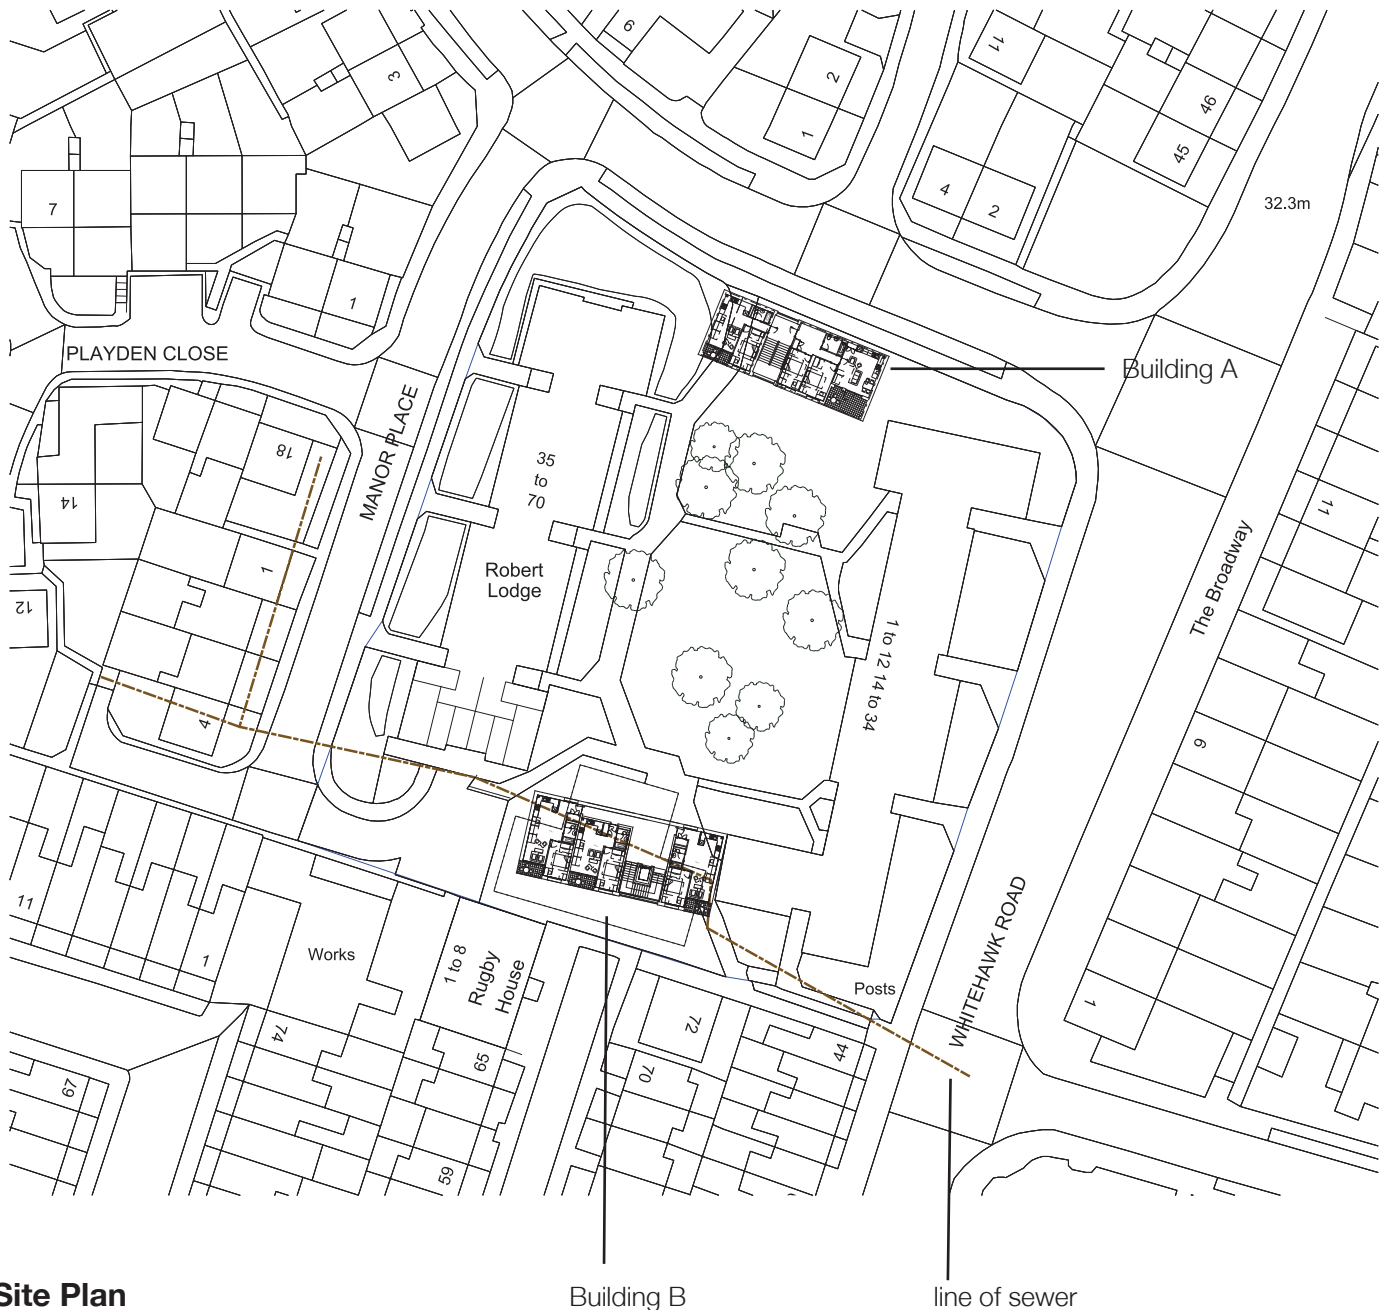 6
11
3
2
1
46
45
4
2
7
32.3m
1
PLAYDEN CLOSE
Building A
MANOR PLACE
18
35
to
70
14
11
The Broadway
1
Robert
Lodge
12
1 to 12 14 to 34
4
9
11
1
Works
1 to 8
Rugby
House
Posts
WHITEHAWK ROAD
1
74
72
44
65
70
67
59
Site Plan
Building B
line of sewer